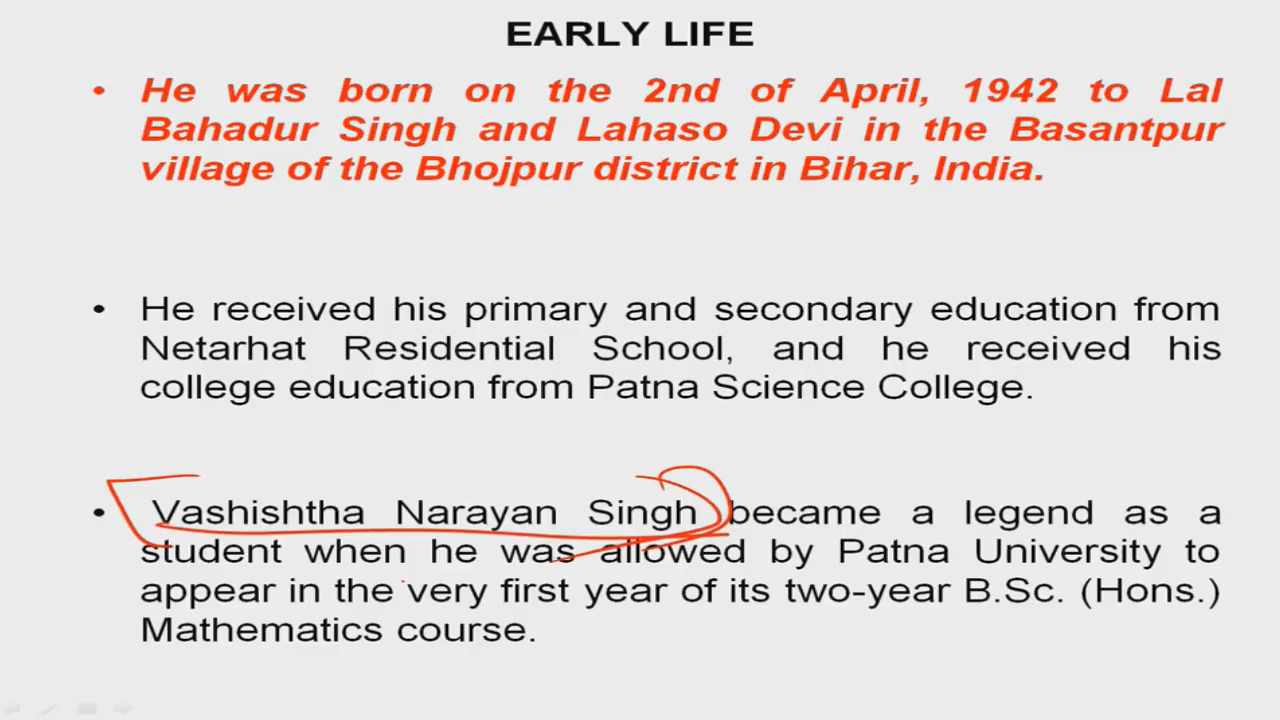 EARLY LIFE
• He was born on the 2nd of April, 1942 to Lal
Bahadur Singh and Lahaso Devi in the Basantpur
village of the Bhojpur district in Bihar, India.
• He received his primary and secondary education from
Netarhat Residential School, and he received his
college education from Patna Science College.
• Vashishtha Narayan Singh became a legend as a
student when he was allowed by Patna University to
appear in the very first year of its two-year B.Sc. (Hons.)
Mathematics course.